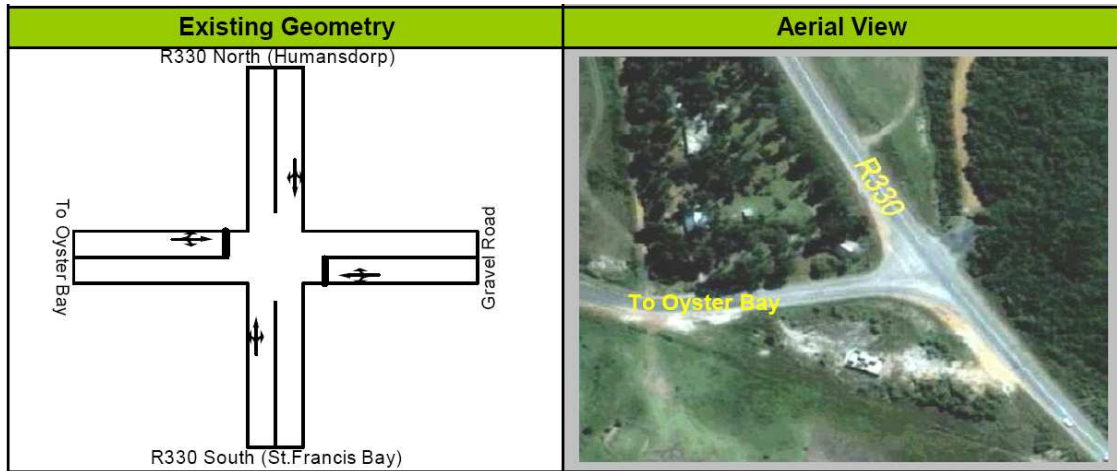 Existing Geometry
Aerial View
R330 North (Humansdorp)
To Oyster Bay
Gravel Road
R330 South (St.Francis Bay)
R330
To Oyster Bay